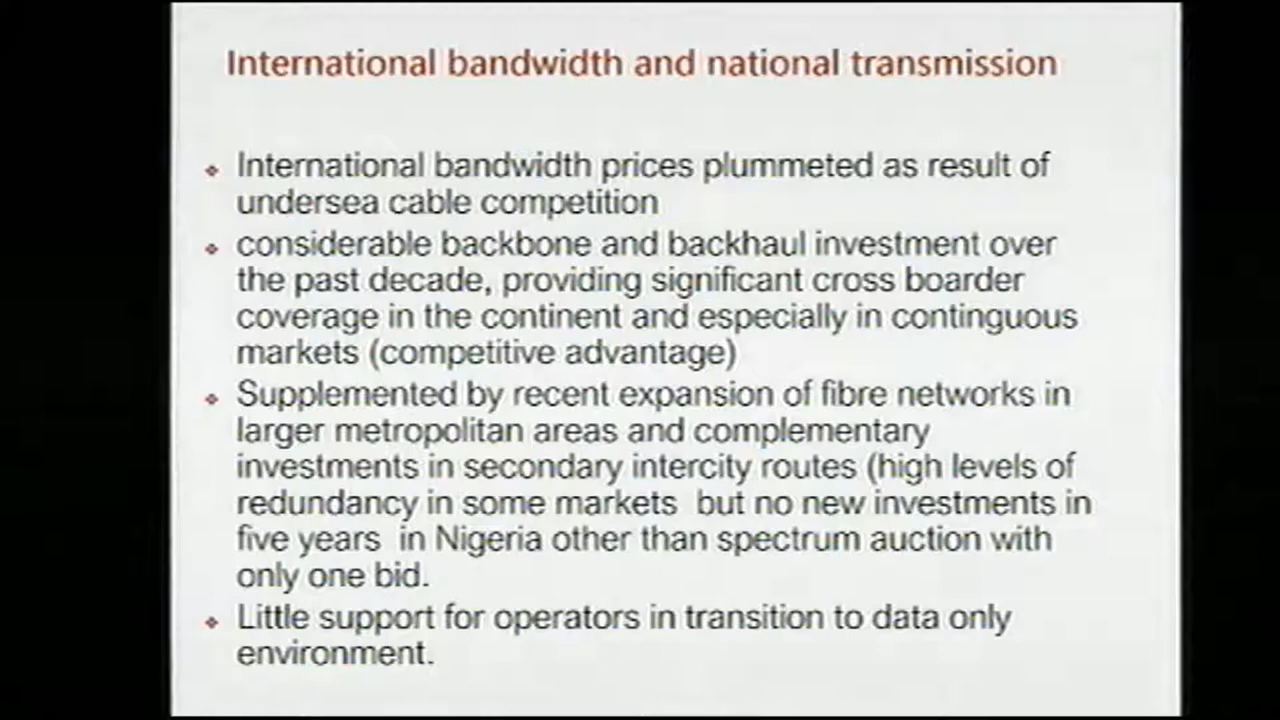 International bandwidth and national transmission
International bandwidth prices plummeted as result of
undersea cable competition
considerable backbone and backhaul investment over
the past decade, providing significant cross boarder
coverage in the continent and especially in continguous
markets (competitive advantage)
Supplemented by recent expansion of fibre networks in
larger metropolitan areas and complementary
investments in secondary intercity routes (high levels of
redundancy in some markets  but no new investments in
five years  in Nigeria other than spectrum auction with
only one bid.
Little support for operators in transition to data only
environment.